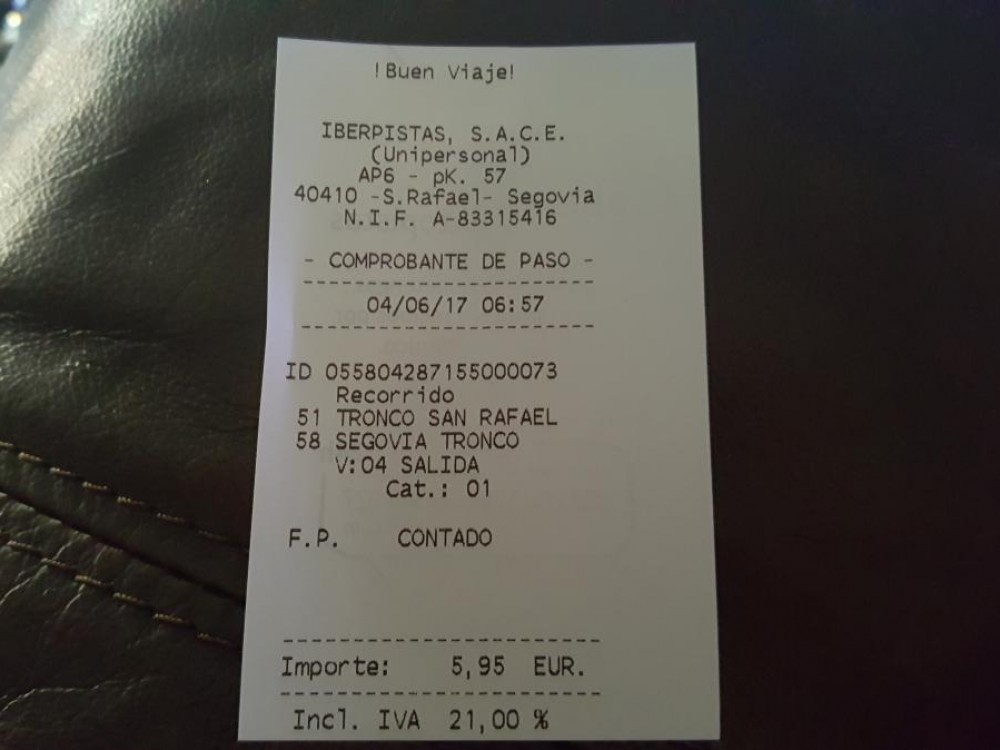 !Buen Viaje!
IBERPISTAS, S.A.C.E.
(Unipersonal)
AP6 - pK. 57
40410 -S.Rafael- Segovia
N.I.F. A-83315416
- COMPROBANTE DE PASO -
04/06/17 06:57
ID 055804287155000073
Recorrido
51 TRONCO SAN RAFAEL
58 SEGOVIA TRONCO
V:04 SALIDA
Cat.: 01
F.P. CONTADO
Importe: 5,95 EUR.
Incl. IVA 21,00 %